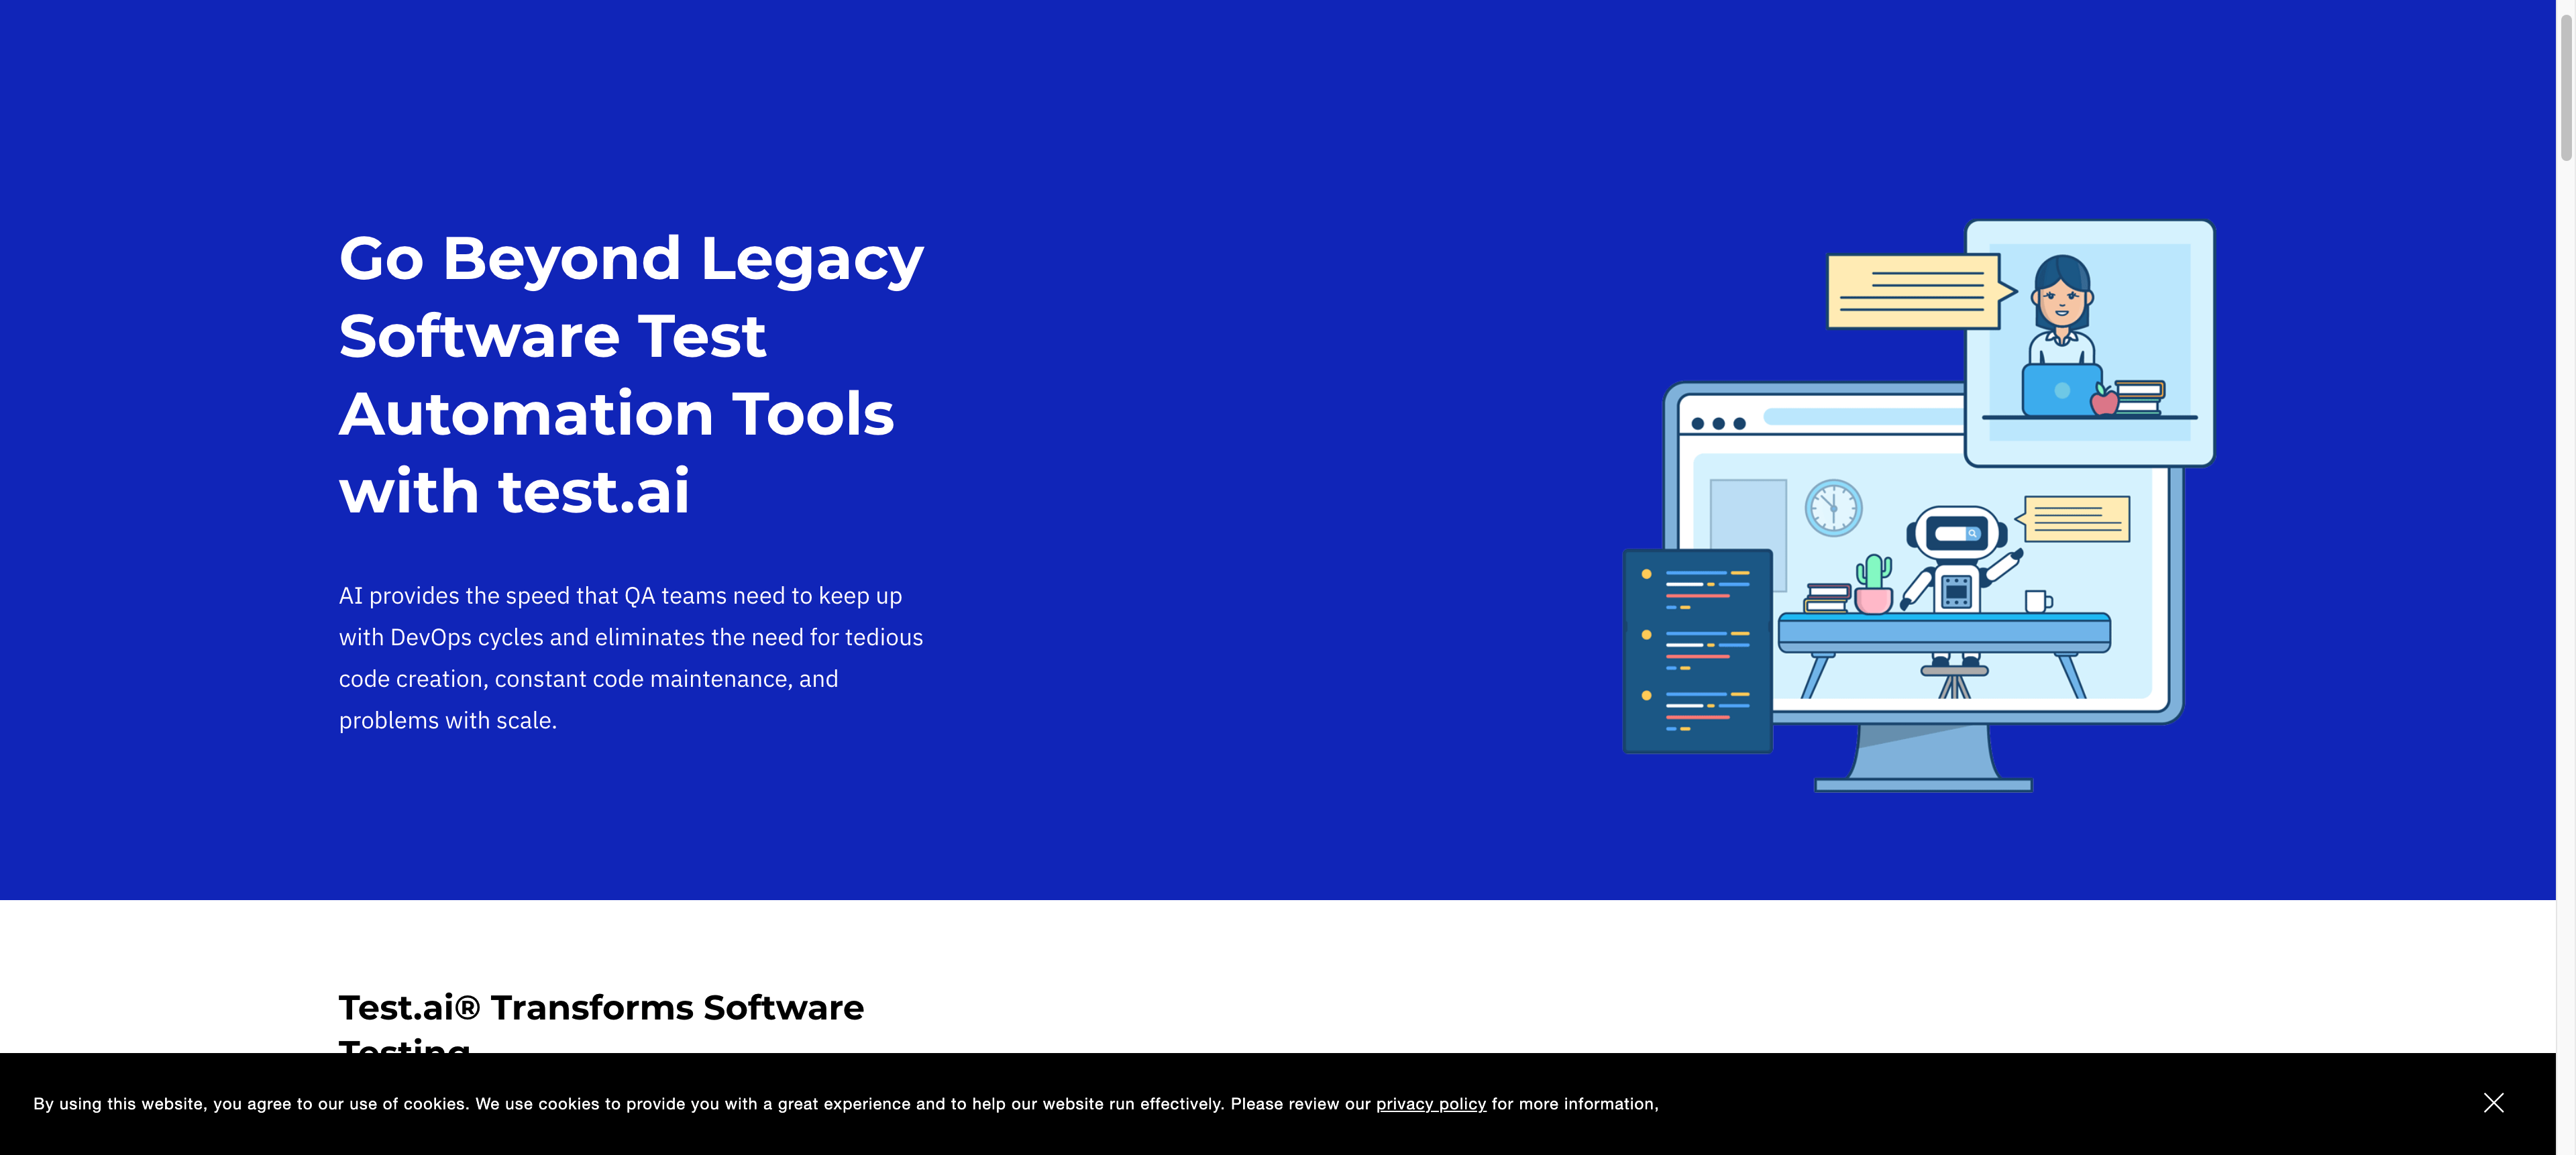 Go Beyond Legacy
Software Test
Automation Tools
with test.ai
AI provides the speed that QA teams need to keep up
with DevOps cycles and eliminates the need for tedious
code creation, constant code maintenance, and
problems with scale.
Test.ai® Transforms Software
Testing
By using this website, you agree to our use of cookies. We use cookies to provide you with a great experience and to help our website run effectively. Please review our privacy policy for more information,